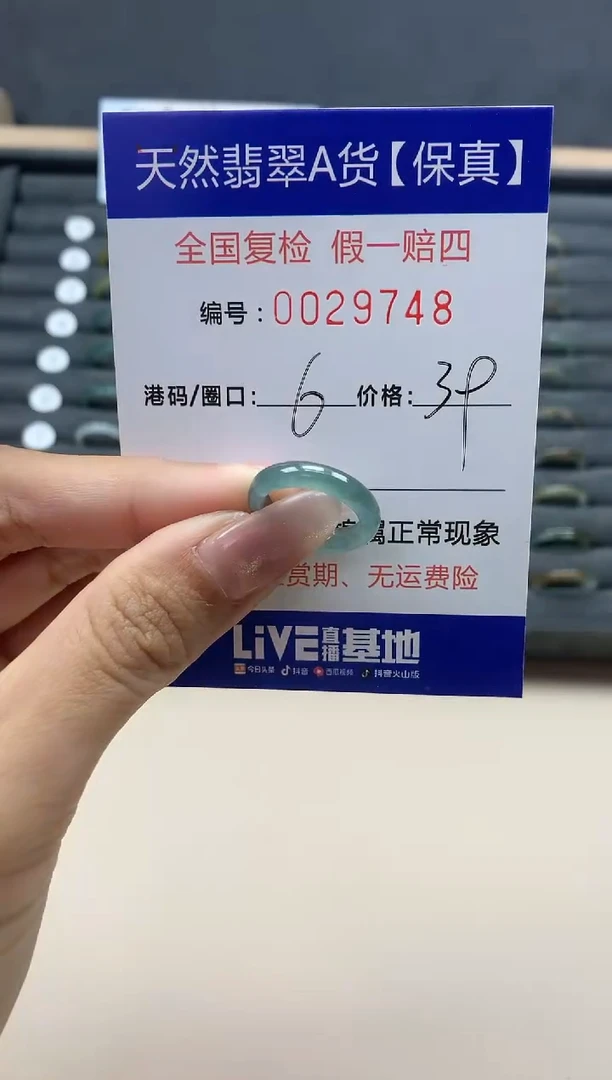 天然翡翠A货【保真】
全国复检 假一赔四
编号：0029748
港码/圈口：6 价格：39
属正常现象
赏期、无运费险
LiVE直播基地
今日头条 抖音 西瓜视频 抖音火山版